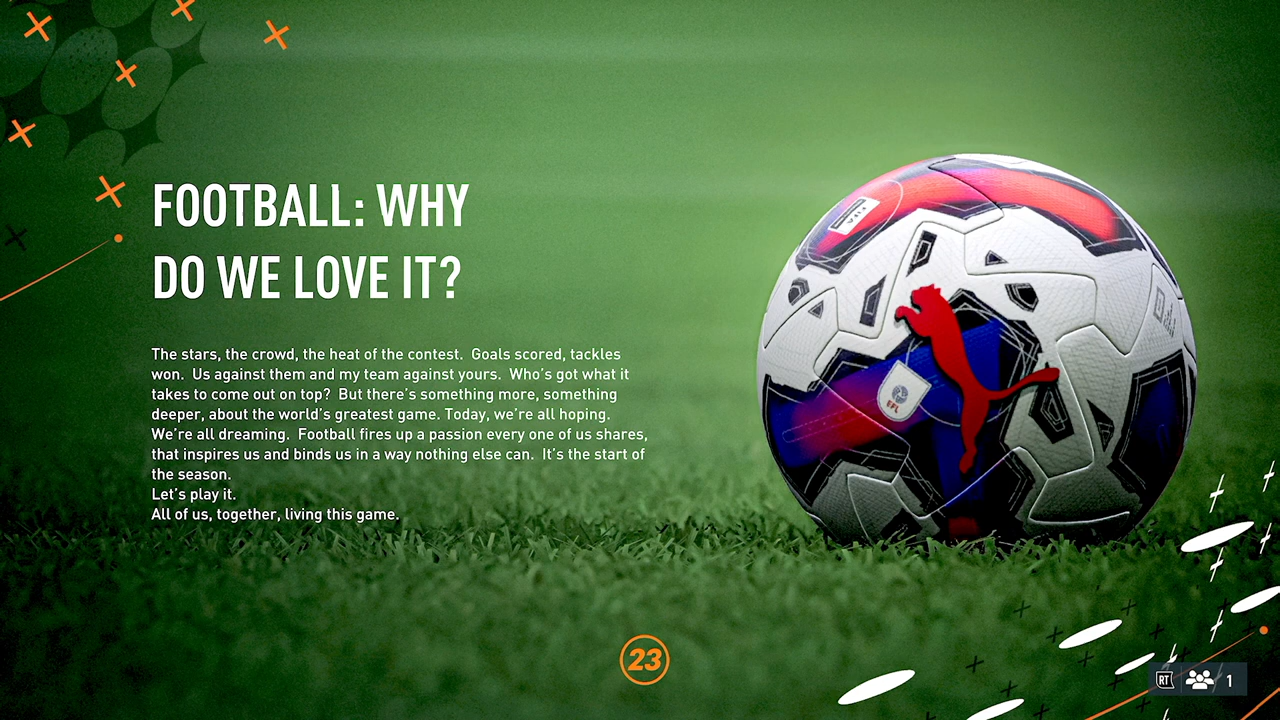 FOOTBALL: WHY
DO WE LOVE IT?
The stars, the crowd, the heat of the contest.  Goals scored, tackles
won.  Us against them and my team against yours.  Who's got what it
takes to come out on top?  But there's something more, something
deeper, about the world's greatest game. Today, we're all hoping.
We're all dreaming.  Football fires up a passion every one of us shares,
that inspires us and binds us in a way nothing else can.  It's the start of
the season.
Let's play it.
All of us, together, living this game.
FIFA
EFL
23
RT 1